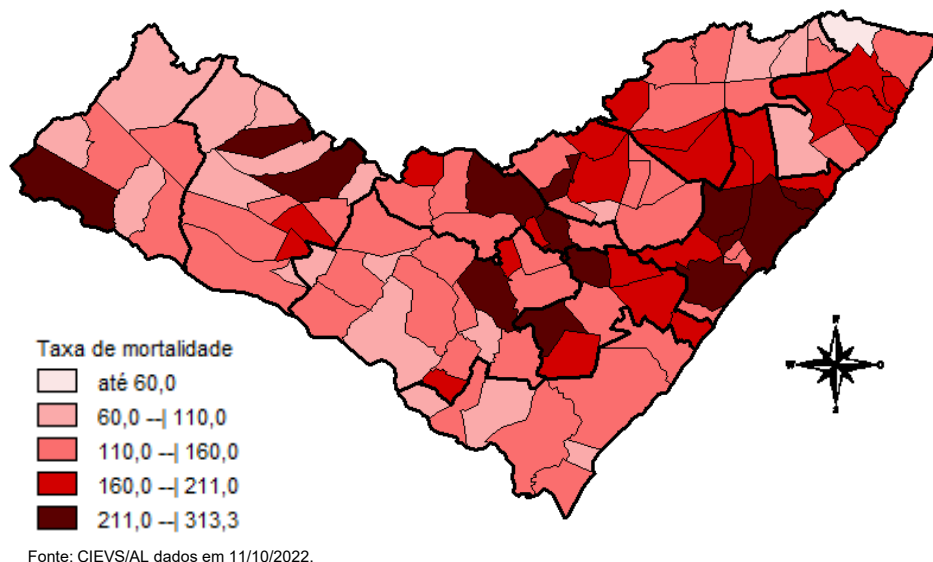 Taxa de mortalidade
até 60,0
60,0 --| 110,0
110,0 --| 160,0
160,0 --| 211,0
211,0 --| 313,3
Fonte: CIEVS/AL dados em 11/10/2022.